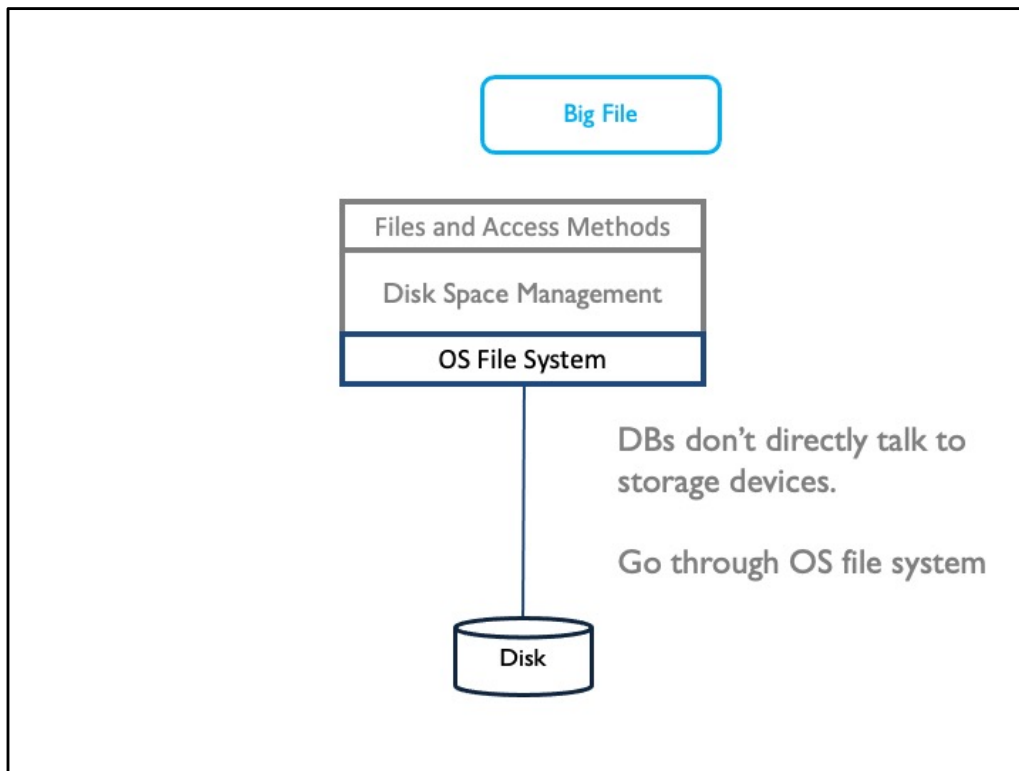 Big File
Files and Access Methods
Disk Space Management
OS File System
DBs don’t directly talk to
storage devices.
Go through OS file system
Disk